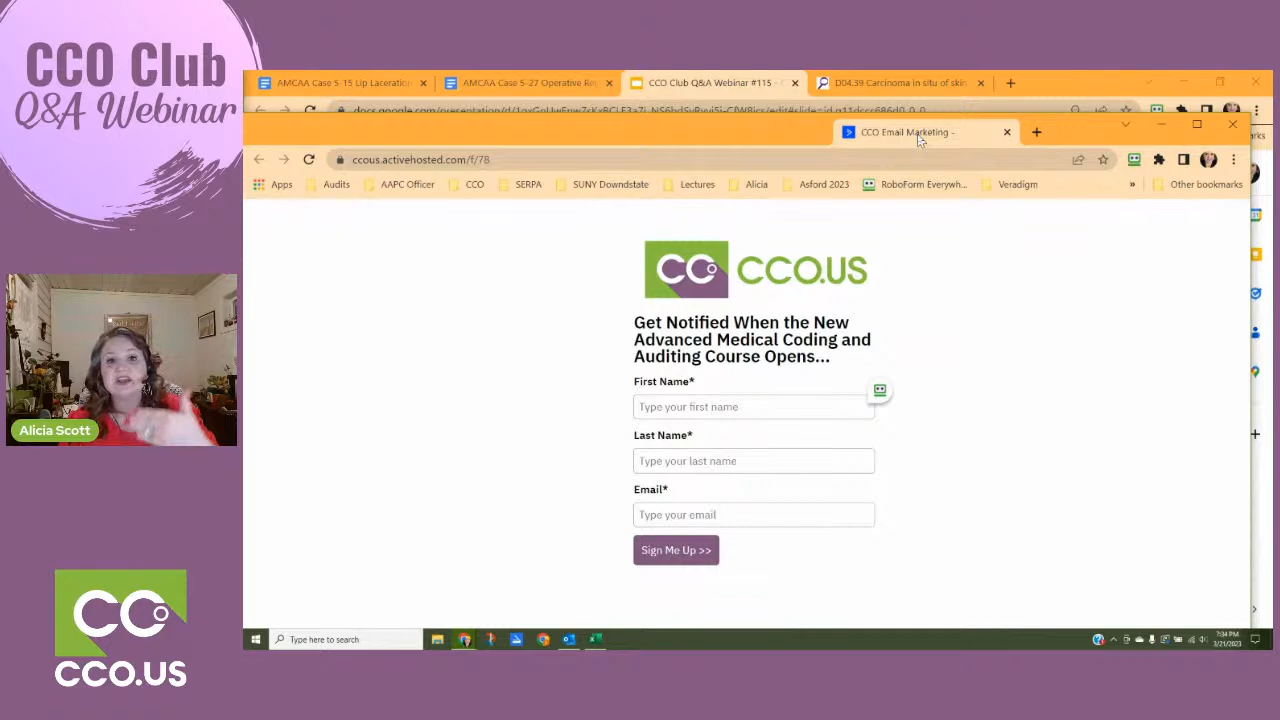 CCO Club
Q&A Webinar
AMCAA Case 5-15 Lip Laceration
AMCAA Case 5-27 Operative Re
CCO Club Q&A Webinar #115 -
D04.39 Carcinoma in situ of skin
CCO Email Marketing -
ccous.activehosted.com/f/78
Apps
Audits
AAPC Officer
CCO
SERPA
SUNY Downstate
Lectures
Alicia
Asford 2023
RoboForm Everywh...
Veradigm
»
Other bookmarks
CCO
CCO.US
Get Notified When the New
Advanced Medical Coding and
Auditing Course Opens...
First Name*
Type your first name
Last Name*
Type your last name
Email*
Type your email
Sign Me Up >>
Alicia Scott
CCO
CCO.US
Type here to search
7:34 PM
3/21/2023